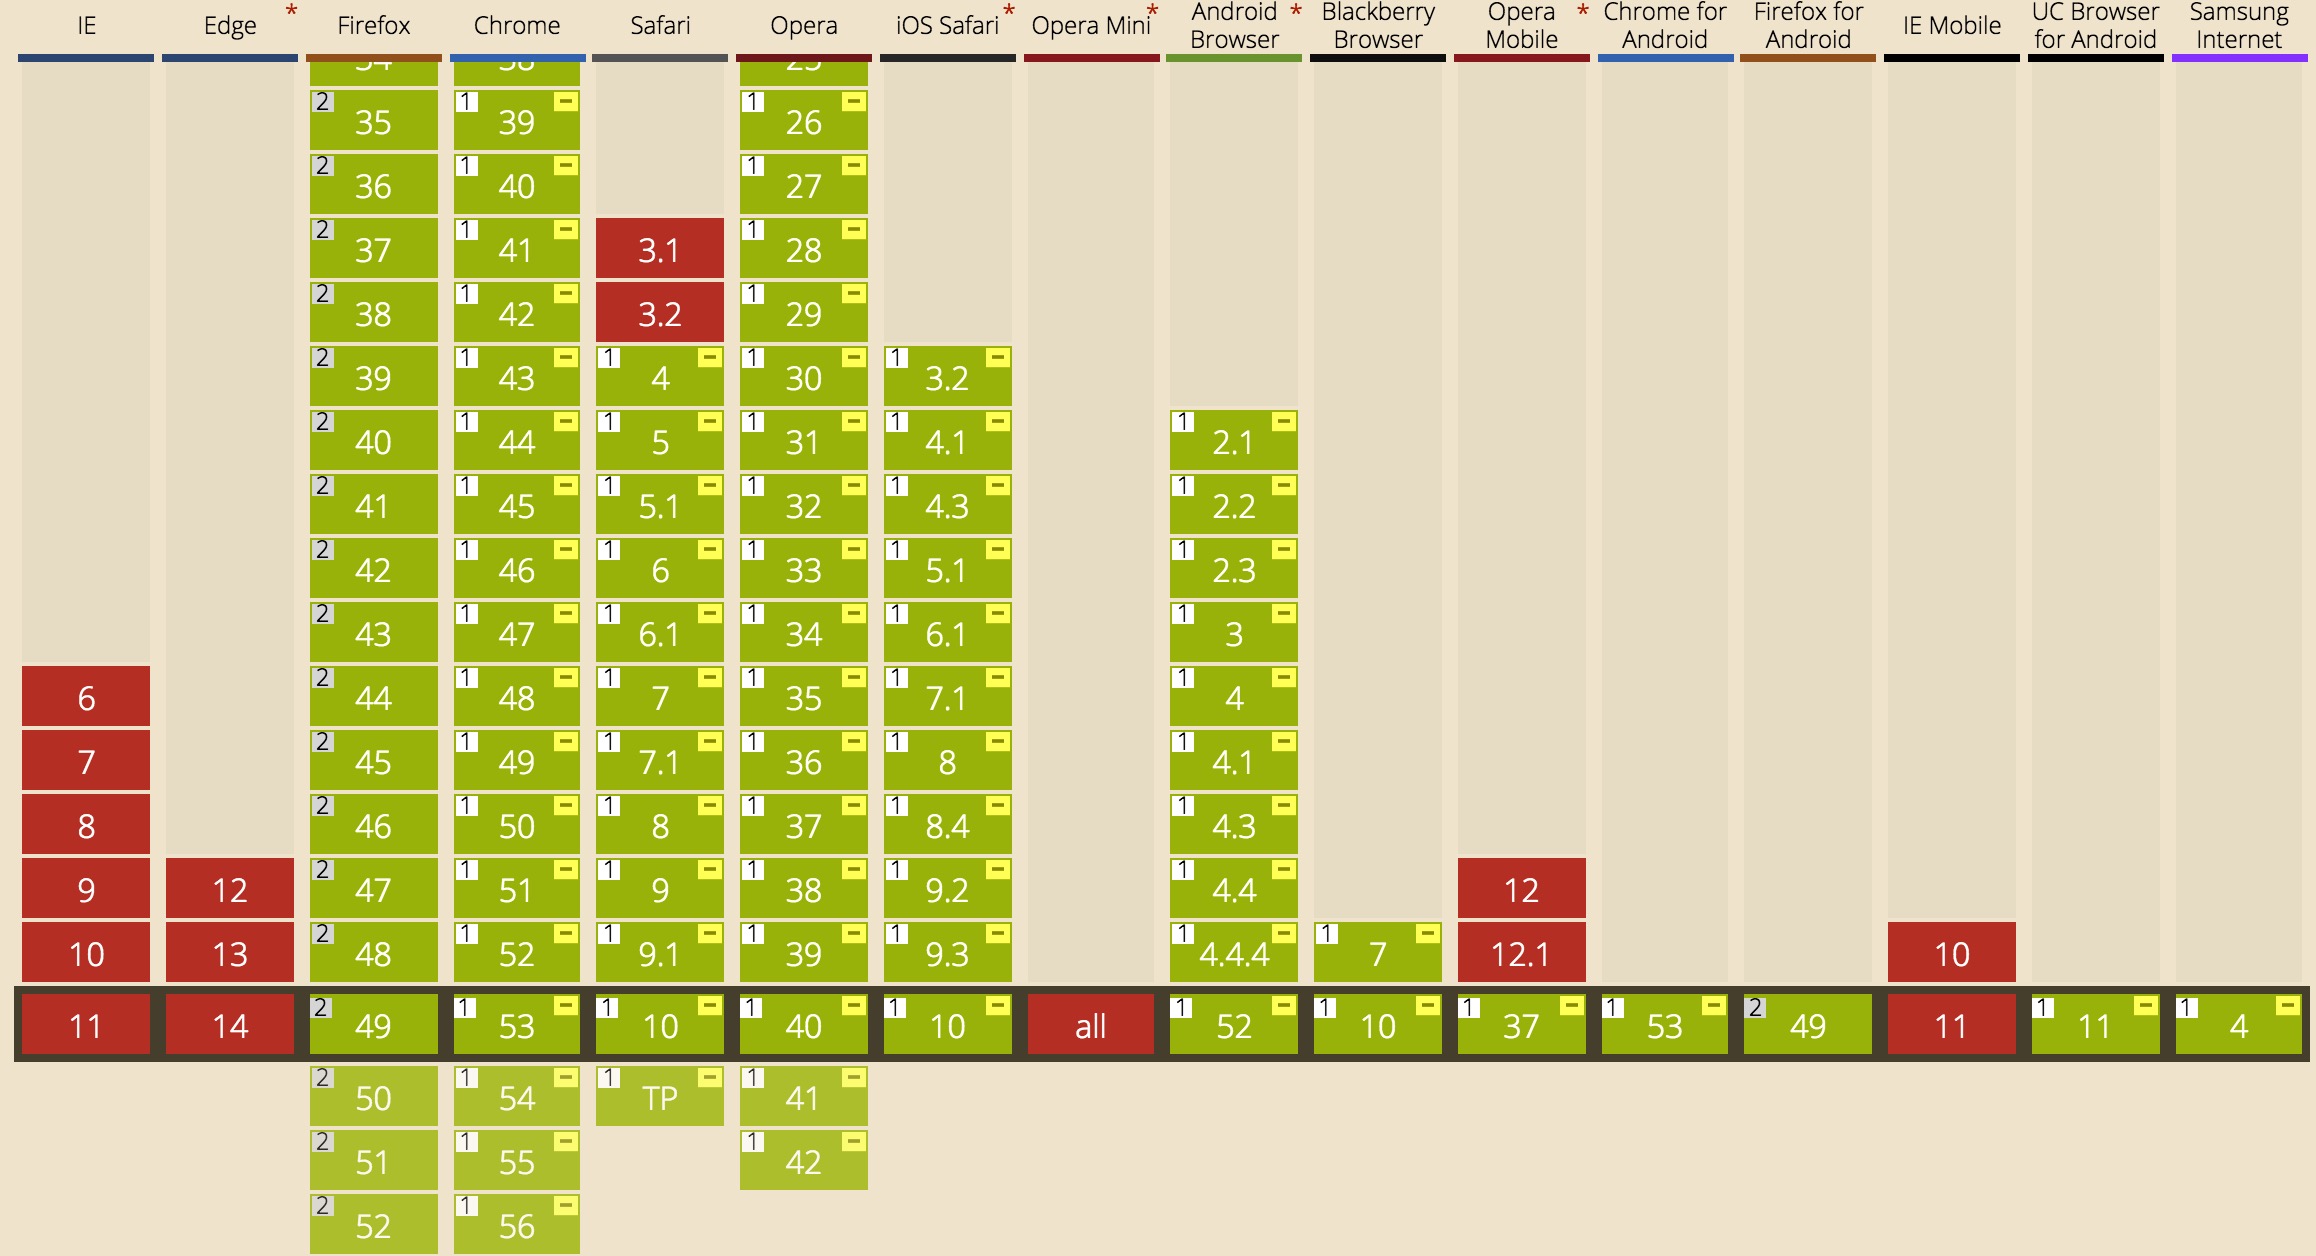 IE Edge * Firefox Chrome Safari Opera iOS Safari * Opera Mini * Android Browser * Blackberry Browser Opera Mobile * Chrome for Android Firefox for Android IE Mobile UC Browser for Android Samsung Internet
34 38 25
2 35 1 39 – 1 26 –
2 36 1 40 – 1 27 –
2 37 1 41 – 3.1 1 28 –
2 38 1 42 – 3.2 1 29 –
2 39 1 43 – 1 4 – 1 30 – 1 3.2 –
2 40 1 44 – 1 5 – 1 31 – 1 4.1 – 1 2.1 –
2 41 1 45 – 1 5.1 – 1 32 – 1 4.3 – 1 2.2 –
2 42 1 46 – 1 6 – 1 33 – 1 5.1 – 1 2.3 –
2 43 1 47 – 1 6.1 – 1 34 – 1 6.1 – 1 3 –
6 2 44 1 48 – 1 7 – 1 35 – 1 7.1 – 1 4 –
7 2 45 1 49 – 1 7.1 – 1 36 – 1 8 – 1 4.1 –
8 2 46 1 50 – 1 8 – 1 37 – 1 8.4 – 1 4.3 –
9 12 2 47 1 51 – 1 9 – 1 38 – 1 9.2 – 1 4.4 – 12
10 13 2 48 1 52 – 1 9.1 – 1 39 – 1 9.3 – 1 4.4.4 – 1 7 – 12.1 10
11 14 2 49 1 53 – 1 10 – 1 40 – 1 10 – all 1 52 – 1 10 – 1 37 – 1 53 – 2 49 11 1 11 – 1 4 –
2 50 1 54 – 1 TP – 1 41 –
2 51 1 55 – 1 42 –
2 52 1 56 –